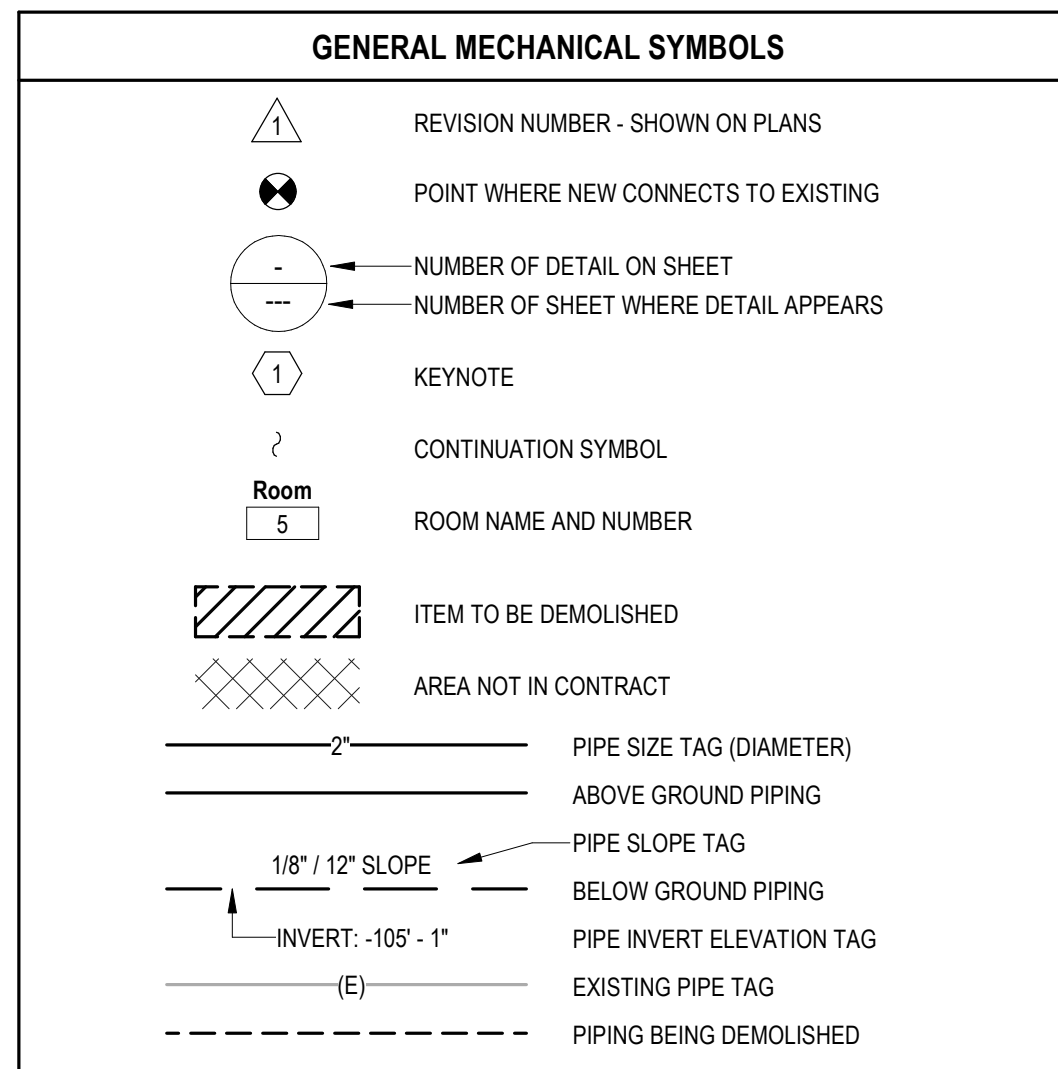 GENERAL MECHANICAL SYMBOLS
1 REVISION NUMBER - SHOWN ON PLANS
POINT WHERE NEW CONNECTS TO EXISTING
- NUMBER OF DETAIL ON SHEET
--- NUMBER OF SHEET WHERE DETAIL APPEARS
1 KEYNOTE
CONTINUATION SYMBOL
Room
5 ROOM NAME AND NUMBER
ITEM TO BE DEMOLISHED
AREA NOT IN CONTRACT
2" PIPE SIZE TAG (DIAMETER)
ABOVE GROUND PIPING
PIPE SLOPE TAG
1/8" / 12" SLOPE
BELOW GROUND PIPING
INVERT: -105' - 1" PIPE INVERT ELEVATION TAG
(E) EXISTING PIPE TAG
PIPING BEING DEMOLISHED